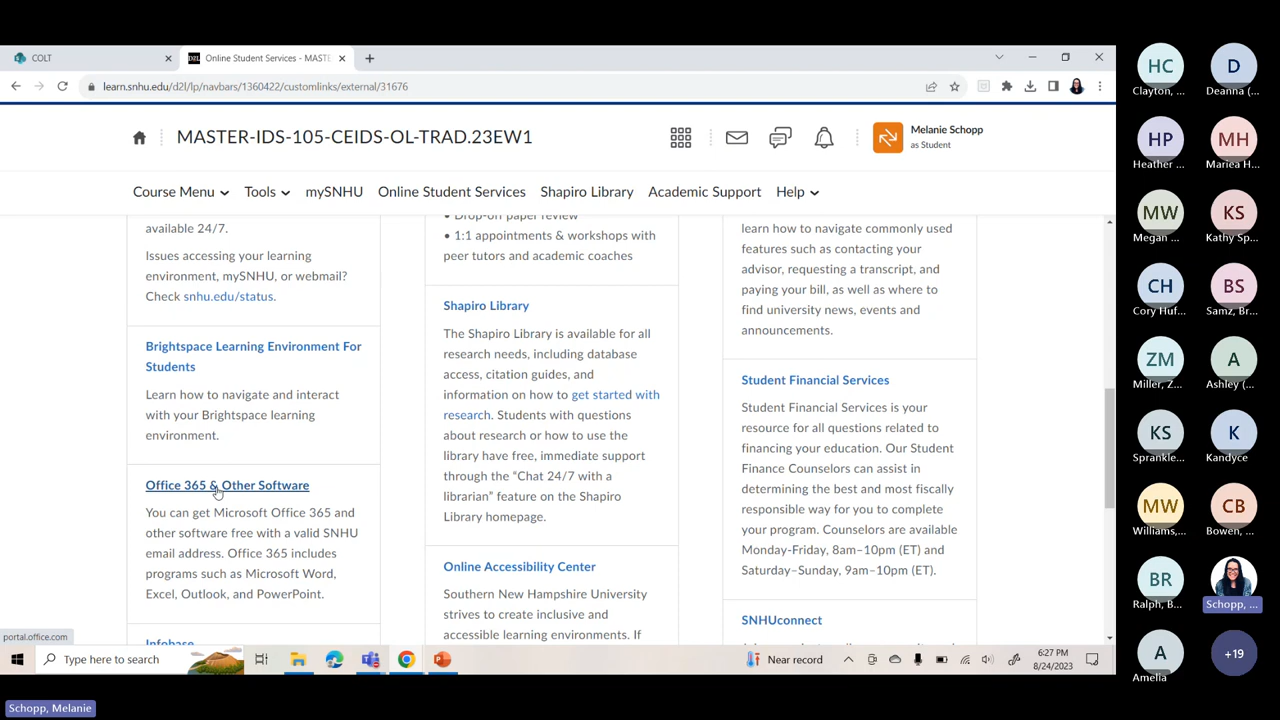 COLT
Online Student Services - MASTE
learn.snhu.edu/d2l/lp/navbars/1360422/customlinks/external/31676
MASTER-IDS-105-CEIDS-OL-TRAD.23EW1
Melanie Schopp
as Student
Course Menu
Tools
mySNHU
Online Student Services
Shapiro Library
Academic Support
Help
available 24/7.
Issues accessing your learning
environment, mySNHU, or webmail?
Check snhu.edu/status.
Brightspace Learning Environment For
Students
Learn how to navigate and interact
with your Brightspace learning
environment.
Office 365 & Other Software
You can get Microsoft Office 365 and
other software free with a valid SNHU
email address. Office 365 includes
programs such as Microsoft Word,
Excel, Outlook, and PowerPoint.
Infobase
• Drop-off paper review
• 1:1 appointments & workshops with
peer tutors and academic coaches
Shapiro Library
The Shapiro Library is available for all
research needs, including database
access, citation guides, and
information on how to get started with
research. Students with questions
about research or how to use the
library have free, immediate support
through the “Chat 24/7 with a
librarian” feature on the Shapiro
Library homepage.
Online Accessibility Center
Southern New Hampshire University
strives to create inclusive and
accessible learning environments. If
learn how to navigate commonly used
features such as contacting your
advisor, requesting a transcript, and
paying your bill, as well as where to
find university news, events and
announcements.
Student Financial Services
Student Financial Services is your
resource for all questions related to
financing your education. Our Student
Finance Counselors can assist in
determining the best and most fiscally
responsible way for you to complete
your program. Counselors are available
Monday-Friday, 8am–10pm (ET) and
Saturday–Sunday, 9am–10pm (ET).
SNHUconnect
portal.office.com
Type here to search
Near record
6:27 PM
8/24/2023
HC
Clayton, ...
D
Deanna (...
HP
Heather ...
MH
Mariea H...
MW
Megan ...
KS
Kathy Sp...
CH
Cory Huf...
BS
Samz, Br...
ZM
Miller, Z...
A
Ashley (...
KS
Sprankle...
K
Kandyce
MW
Williams,...
CB
Bowen, ...
BR
Ralph, B...
Schopp, ...
A
Amelia
+19
Schopp, Melanie